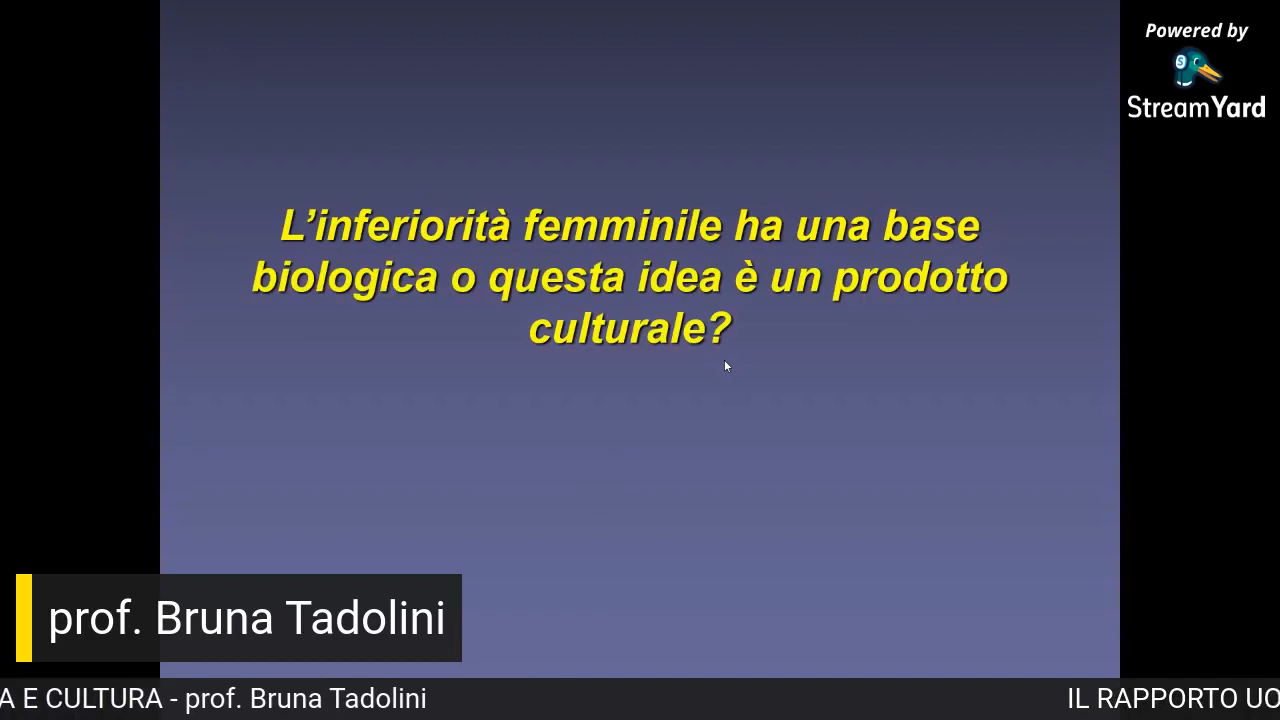 Powered by
StreamYard
L’inferiorità femminile ha una base
biologica o questa idea è un prodotto
culturale?
prof. Bruna Tadolini
A E CULTURA - prof. Bruna Tadolini
IL RAPPORTO UO